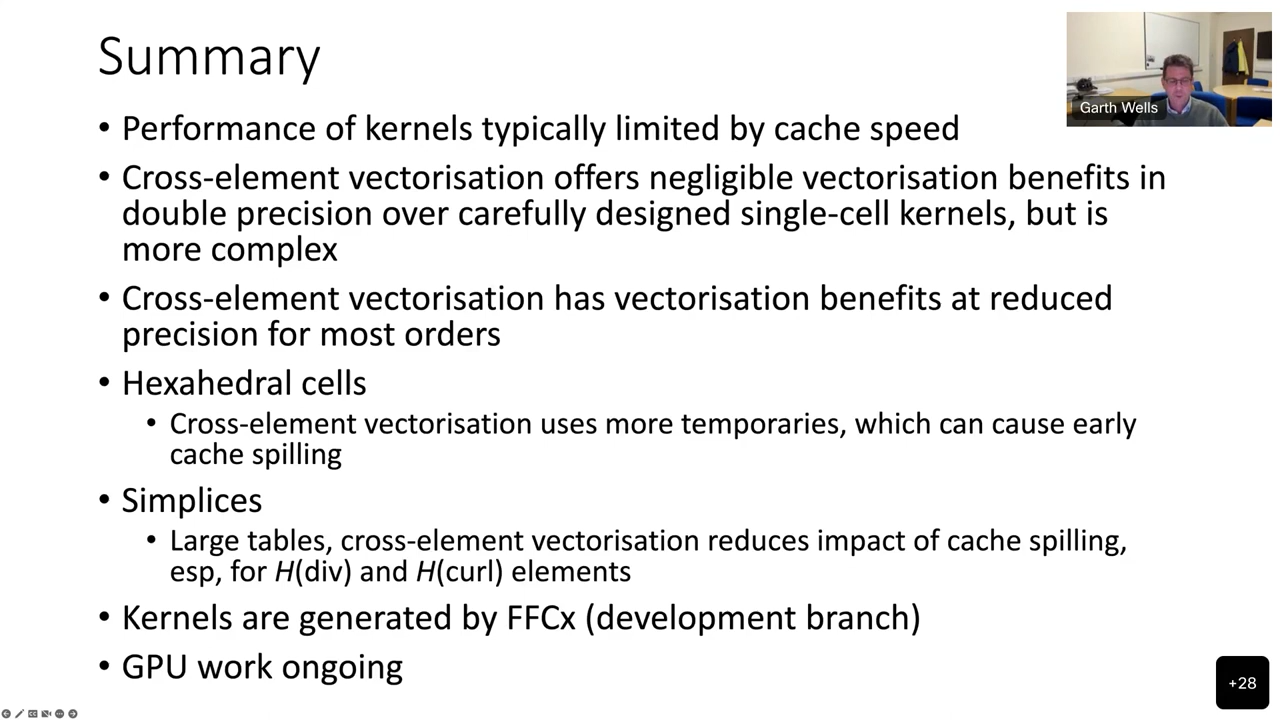 Summary
• Performance of kernels typically limited by cache speed
• Cross-element vectorisation offers negligible vectorisation benefits in
double precision over carefully designed single-cell kernels, but is
more complex
• Cross-element vectorisation has vectorisation benefits at reduced
precision for most orders
• Hexahedral cells
• Cross-element vectorisation uses more temporaries, which can cause early
cache spilling
• Simplices
• Large tables, cross-element vectorisation reduces impact of cache spilling,
esp, for H(div) and H(curl) elements
• Kernels are generated by FFCx (development branch)
• GPU work ongoing
Garth Wells
+28